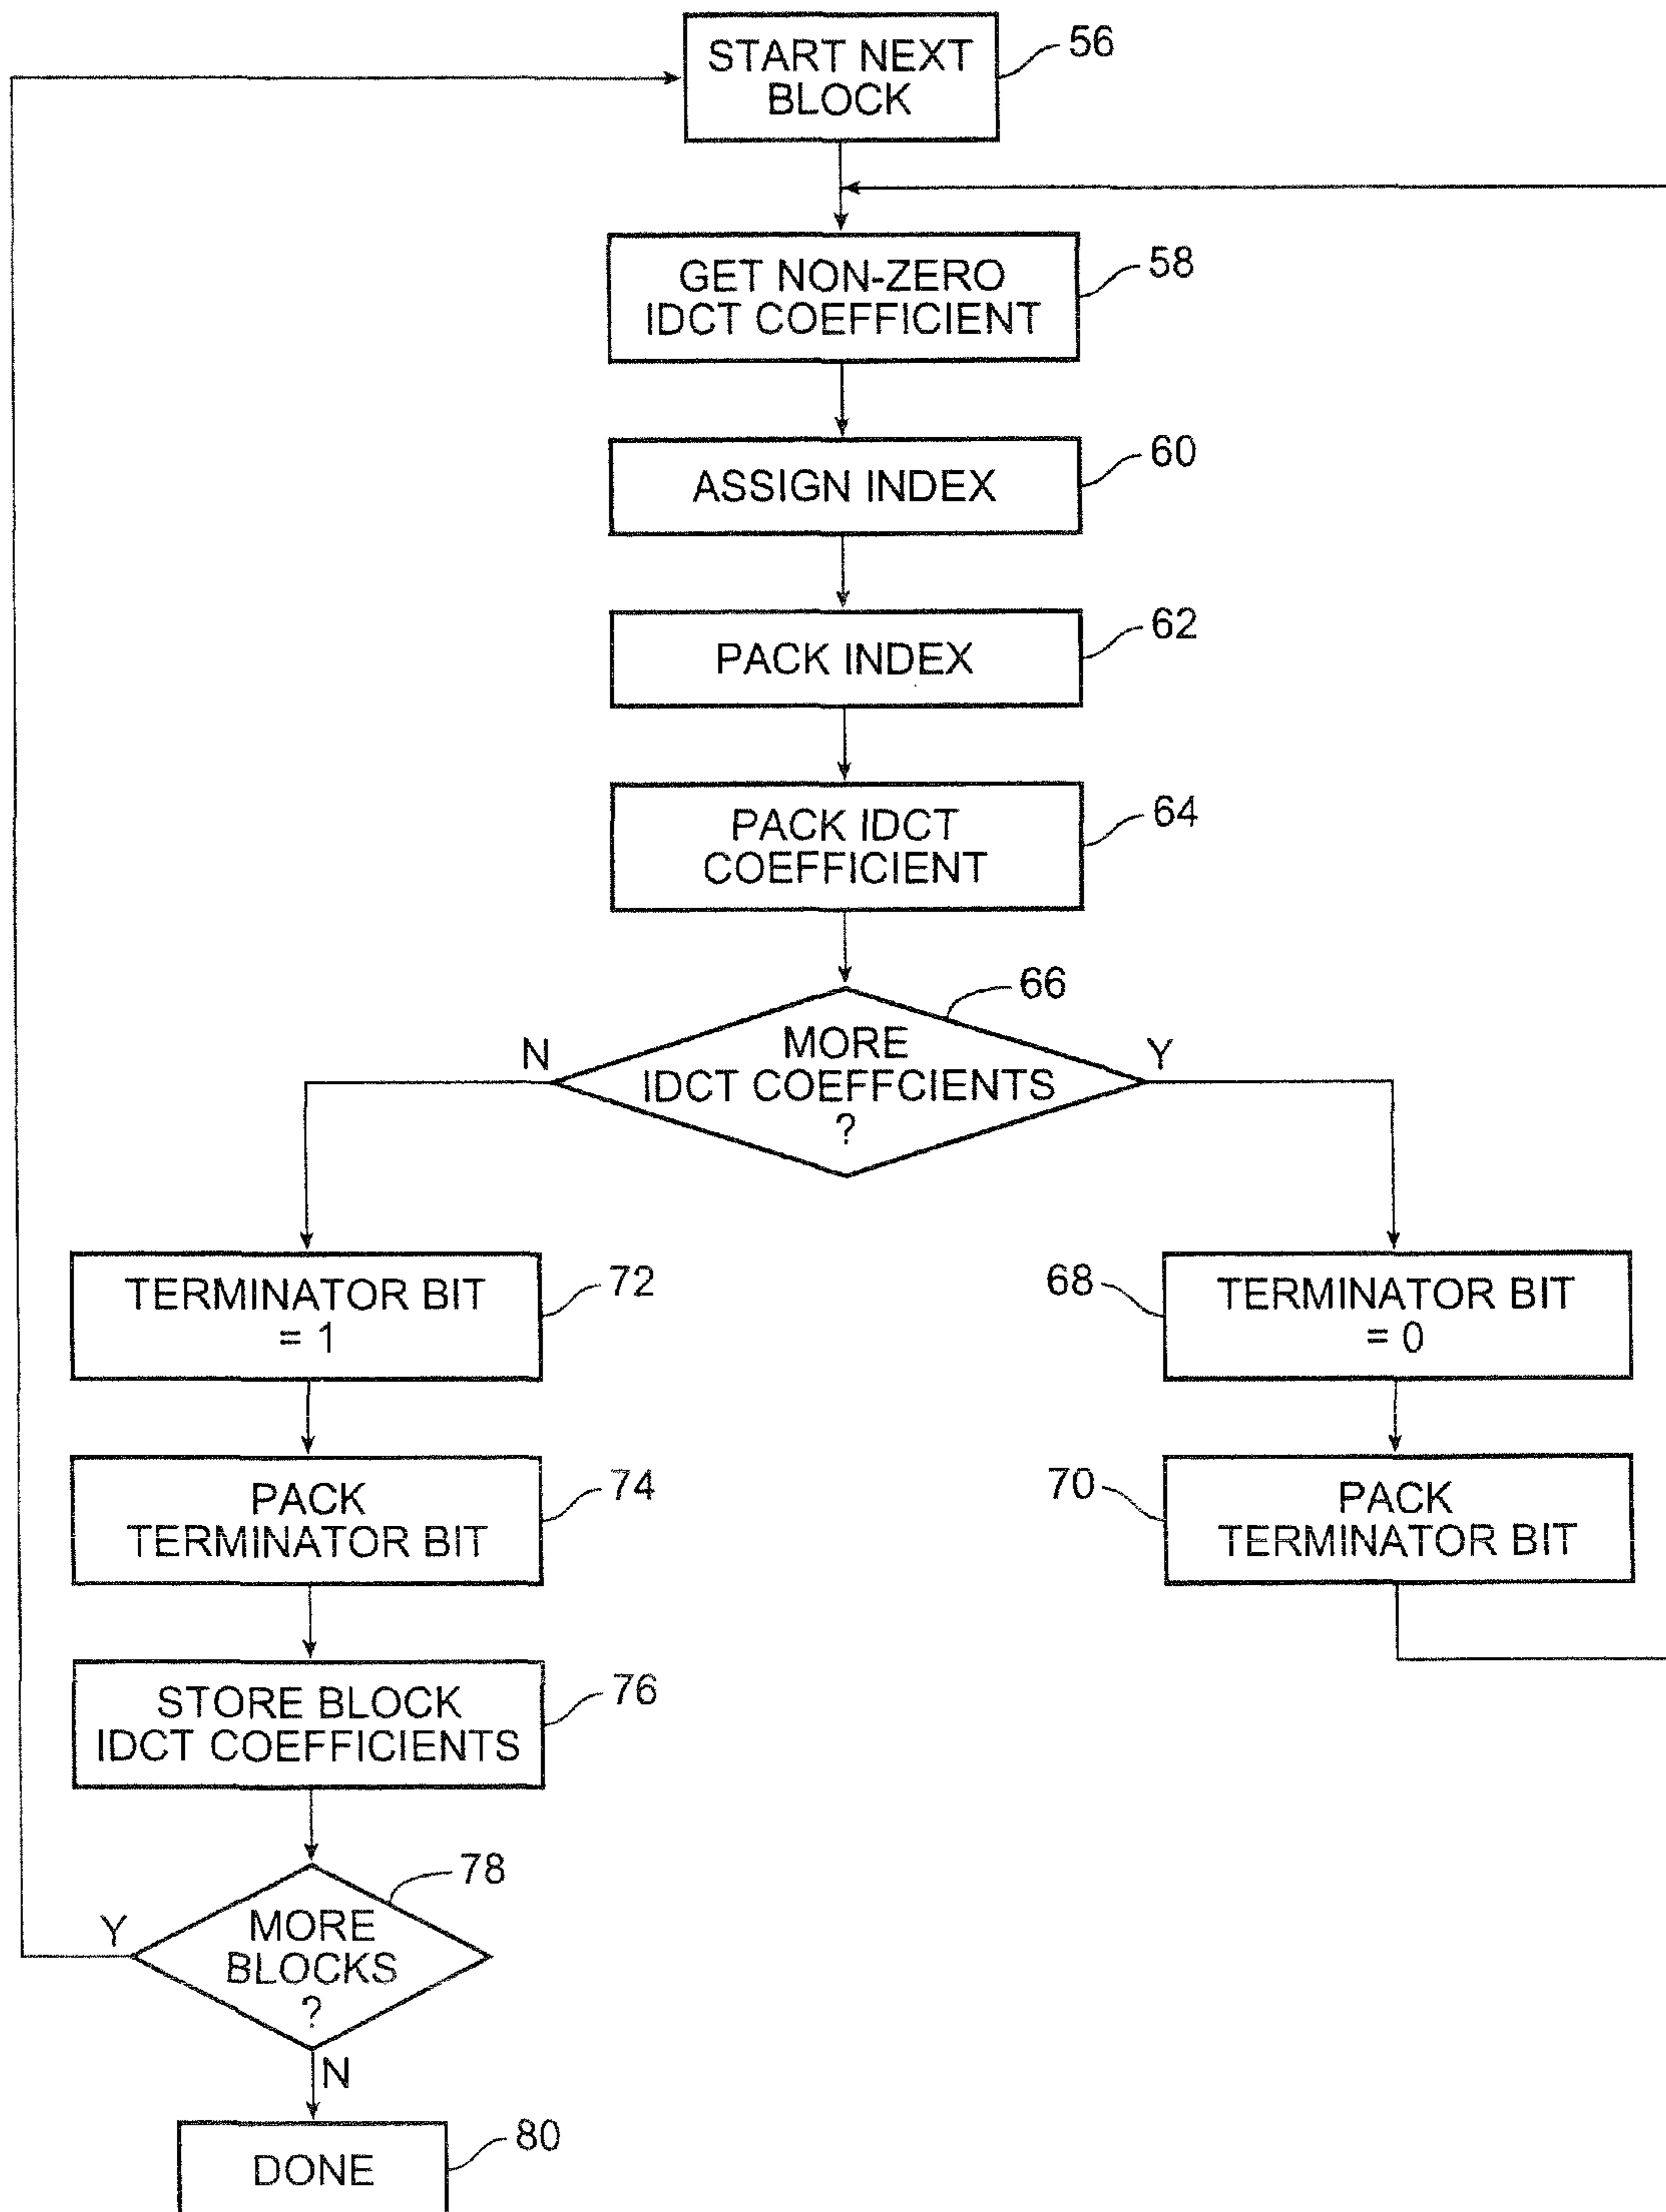 START NEXT
BLOCK
56
GET NON-ZERO
IDCT COEFFICIENT
58
ASSIGN INDEX
60
PACK INDEX
62
PACK IDCT
COEFFICIENT
64
66
MORE
IDCT COEFFCIENTS
?
N
Y
TERMINATOR BIT
= 1
72
68
TERMINATOR BIT
= 0
PACK
TERMINATOR BIT
74
70
PACK
TERMINATOR BIT
STORE BLOCK
IDCT COEFFICIENTS
76
78
MORE
BLOCKS
?
Y
N
DONE
80